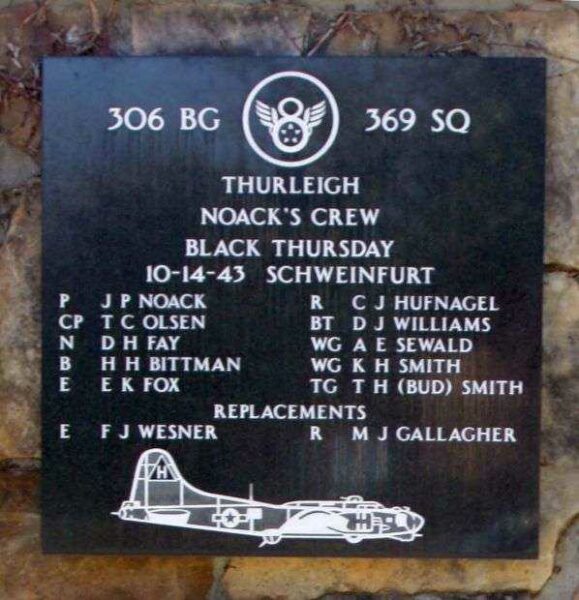 306 BG 8 369 SQ
THURLEIGH
NOACK'S CREW
BLACK THURSDAY
10-14-43 SCHWEINFURT
P J P NOACK R C J HUFNAGEL
CP T C OLSEN BT D J WILLIAMS
N D H FAY WG A E SEWALD
B H H BITTMAN WG K H SMITH
E E K FOX TG T H (BUD) SMITH
REPLACEMENTS
E F J WESNER R M J GALLAGHER
H